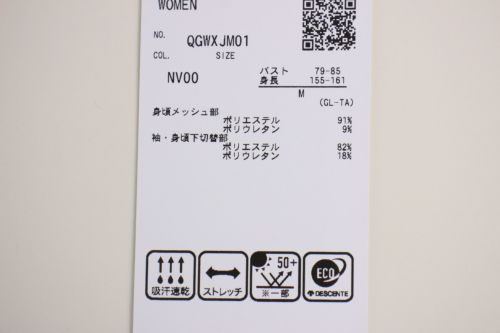 WOMEN
NO. QGWXJM01
COL. SIZE
NV00
バスト 79-85
身長 155-161
M
(GL-TA)
身頃メッシュ部
ポリエステル 91%
ポリウレタン 9%
袖・身頃下切替部
ポリエステル 82%
ポリウレタン 18%
吸汗速乾
ストレッチ
50+
※一部
ECO
DESCENTE